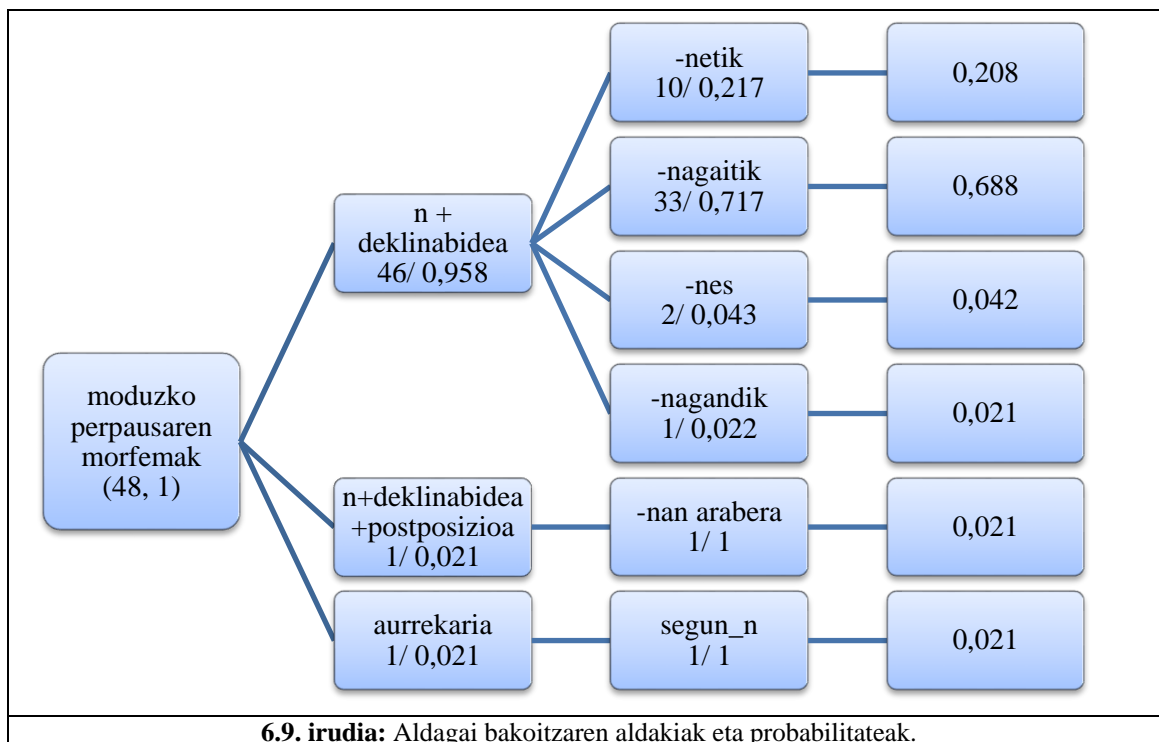 moduzko
perpausaren
morfemak
(48, 1)
n +
deklinabidea
46/ 0,958
-netik
10/ 0,217
0,208
-nagaitik
33/ 0,717
0,688
-nes
2/ 0,043
0,042
-nagandik
1/ 0,022
0,021
n+deklinabidea
+postposizioa
1/ 0,021
-nan arabera
1/ 1
0,021
aurrekaria
1/ 0,021
segun_n
1/ 1
0,021
6.9. irudia: Aldagai bakoitzaren aldakiak eta probabilitateak.